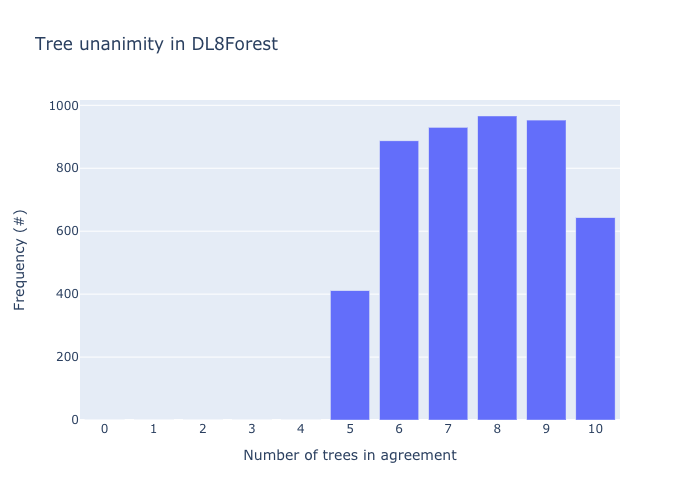 Tree unanimity in DL8Forest
1000
800
600
400
200
0
Frequency (#)
0 1 2 3 4 5 6 7 8 9 10
Number of trees in agreement